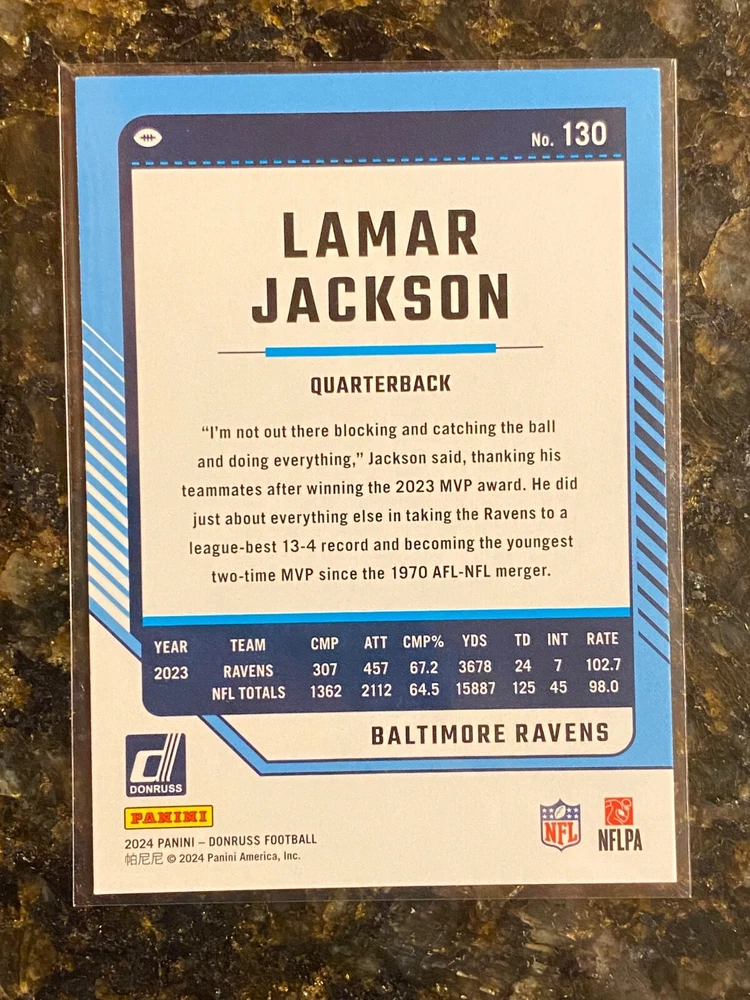 No. 130
LAMAR
JACKSON
QUARTERBACK
“I’m not out there blocking and catching the ball
and doing everything,” Jackson said, thanking his
teammates after winning the 2023 MVP award. He did
just about everything else in taking the Ravens to a
league-best 13-4 record and becoming the youngest
two-time MVP since the 1970 AFL-NFL merger.
YEAR TEAM CMP ATT CMP% YDS TD INT RATE
2023 RAVENS 307 457 67.2 3678 24 7 102.7
NFL TOTALS 1362 2112 64.5 15887 125 45 98.0
BALTIMORE RAVENS
d
DONRUSS
PANINI
2024 PANINI – DONRUSS FOOTBALL
帕尼尼 © 2024 Panini America, Inc.
NFL
NFLPA